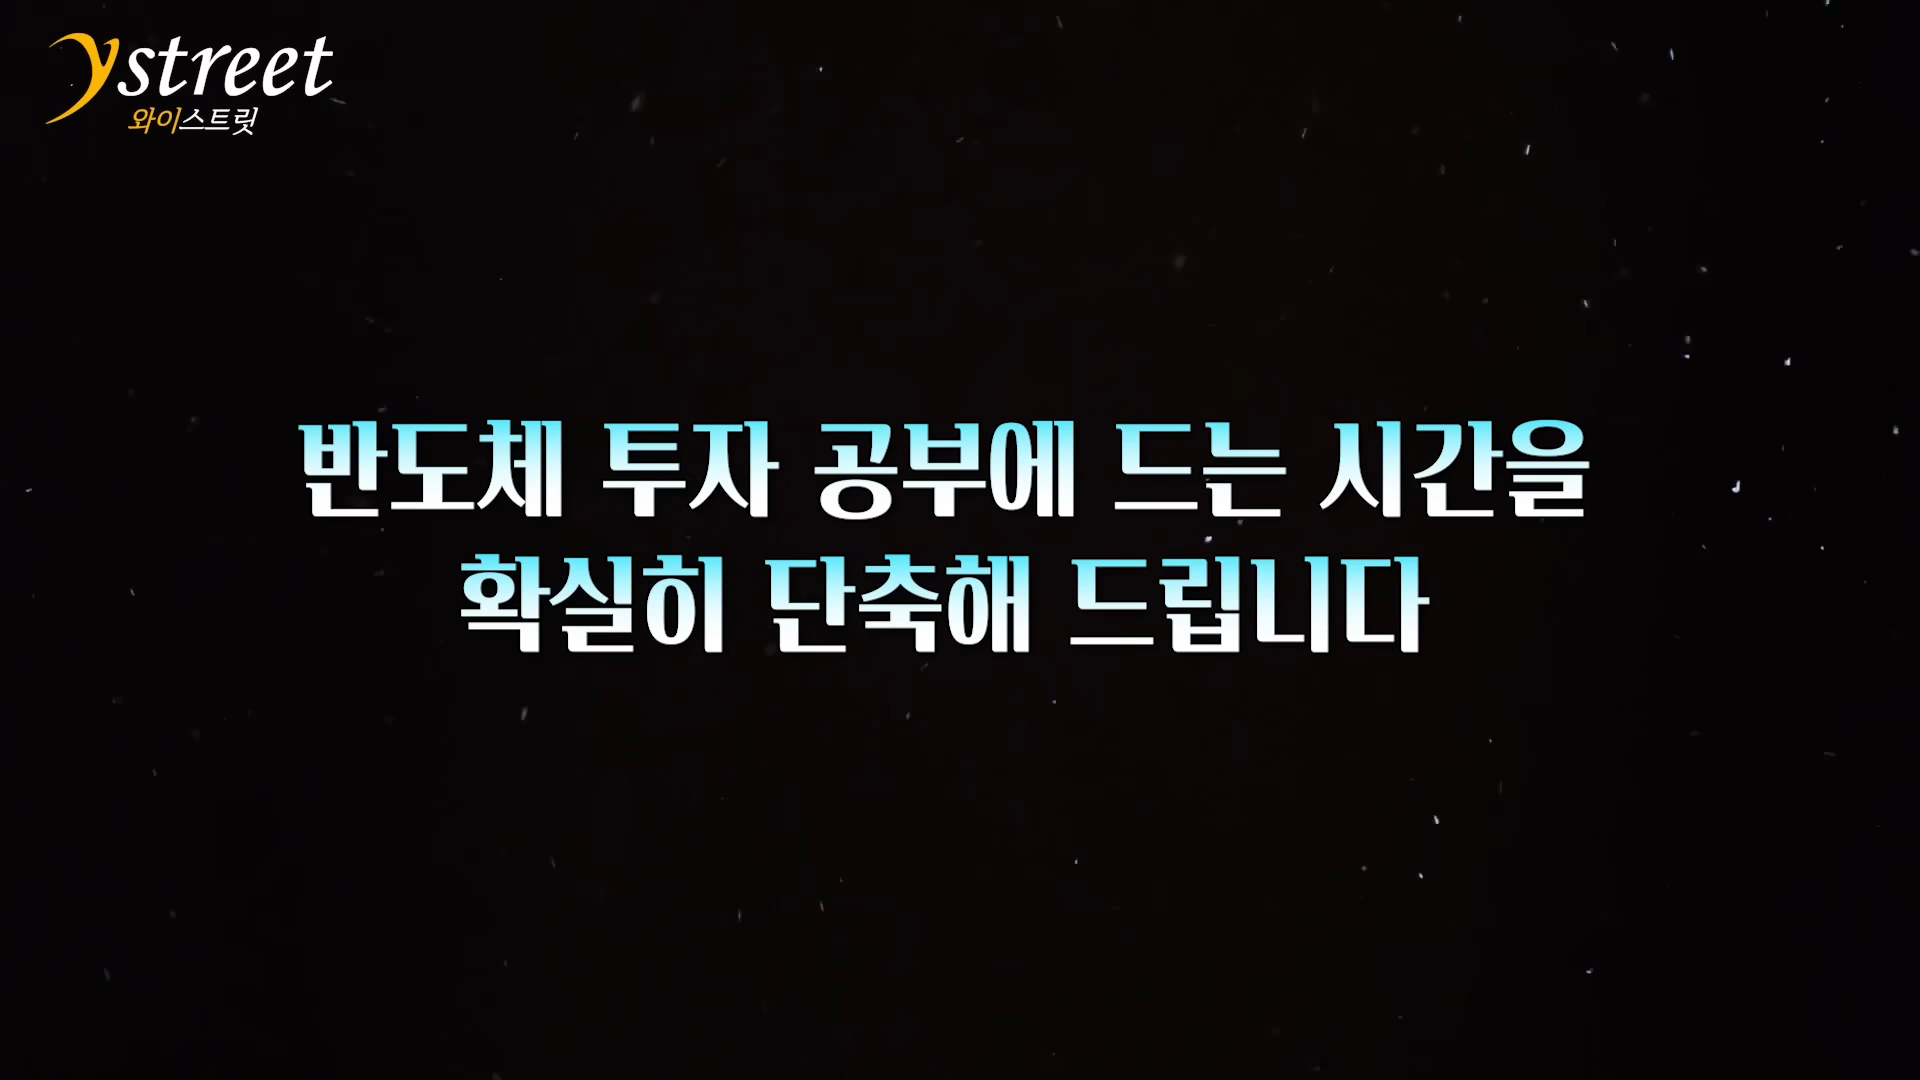 ystreet
와이스트릿
반도체 투자 공부에 드는 시간을
확실히 단축해 드립니다